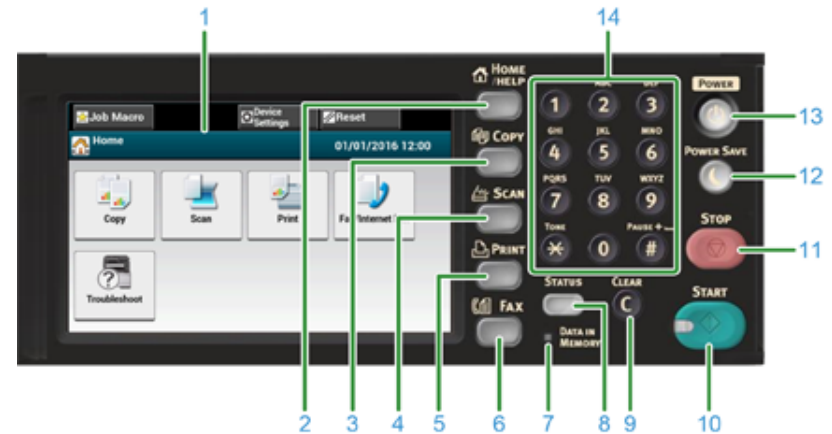 1
14
HOME
/HELP
ABC
DEF
POWER
1
2
3
13
Job Macro
Device
Settings
Reset
Home
01/01/2016 12:00
COPY
GHI
JKL
MNO
4
5
6
POWER SAVE
12
SCAN
PQRS
TUV
WXYZ
7
8
9
STOP
Copy
Scan
Print
PRINT
TONE
PAUSE +
*
0
#
11
Troubleshoot
STATUS
CLEAR
START
FAX
C
DATA IN
MEMORY
2
3
4
5
6
7
8
9
10